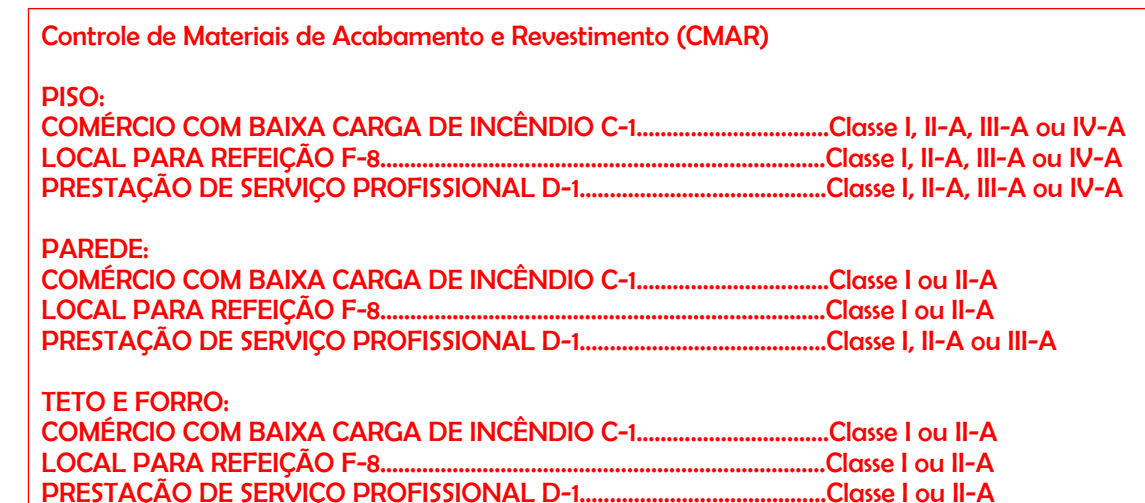 Controle de Materiais de Acabamento e Revestimento (CMAR)
PISO:
COMÉRCIO COM BAIXA CARGA DE INCÊNDIO C-1.................................Classe I, II-A, III-A ou IV-A
LOCAL PARA REFEIÇÃO F-8............................................................................Classe I, II-A, III-A ou IV-A
PRESTAÇÃO DE SERVIÇO PROFISSIONAL D-1..........................................Classe I, II-A, III-A ou IV-A
PAREDE:
COMÉRCIO COM BAIXA CARGA DE INCÊNDIO C-1.................................Classe I ou II-A
LOCAL PARA REFEIÇÃO F-8............................................................................Classe I ou II-A
PRESTAÇÃO DE SERVIÇO PROFISSIONAL D-1..........................................Classe I, II-A ou III-A
TETO E FORRO:
COMÉRCIO COM BAIXA CARGA DE INCÊNDIO C-1.................................Classe I ou II-A
LOCAL PARA REFEIÇÃO F-8............................................................................Classe I ou II-A
PRESTAÇÃO DE SERVIÇO PROFISSIONAL D-1..........................................Classe I ou II-A